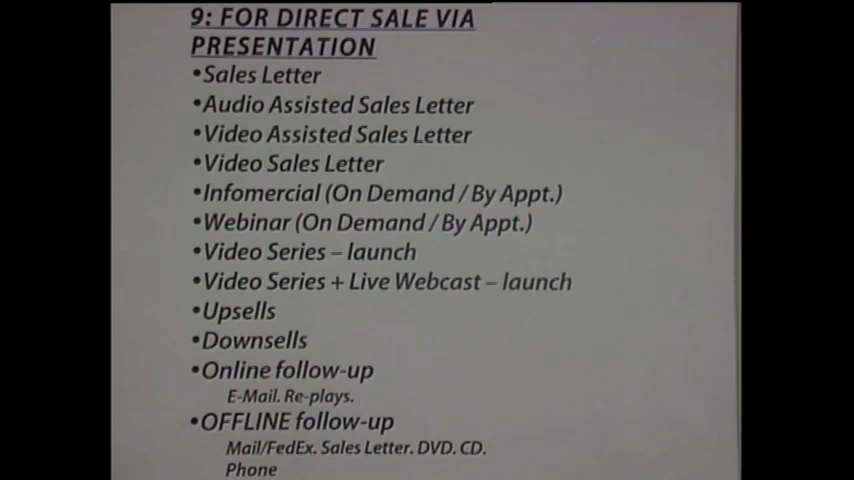 9: FOR DIRECT SALE VIA
PRESENTATION
•Sales Letter
•Audio Assisted Sales Letter
•Video Assisted Sales Letter
•Video Sales Letter
•Infomercial (On Demand / By Appt.)
•Webinar (On Demand / By Appt.)
•Video Series – launch
•Video Series + Live Webcast – launch
•Upsells
•Downsells
•Online follow-up
E-Mail. Re-plays.
•OFFLINE follow-up
Mail/FedEx. Sales Letter. DVD. CD.
Phone